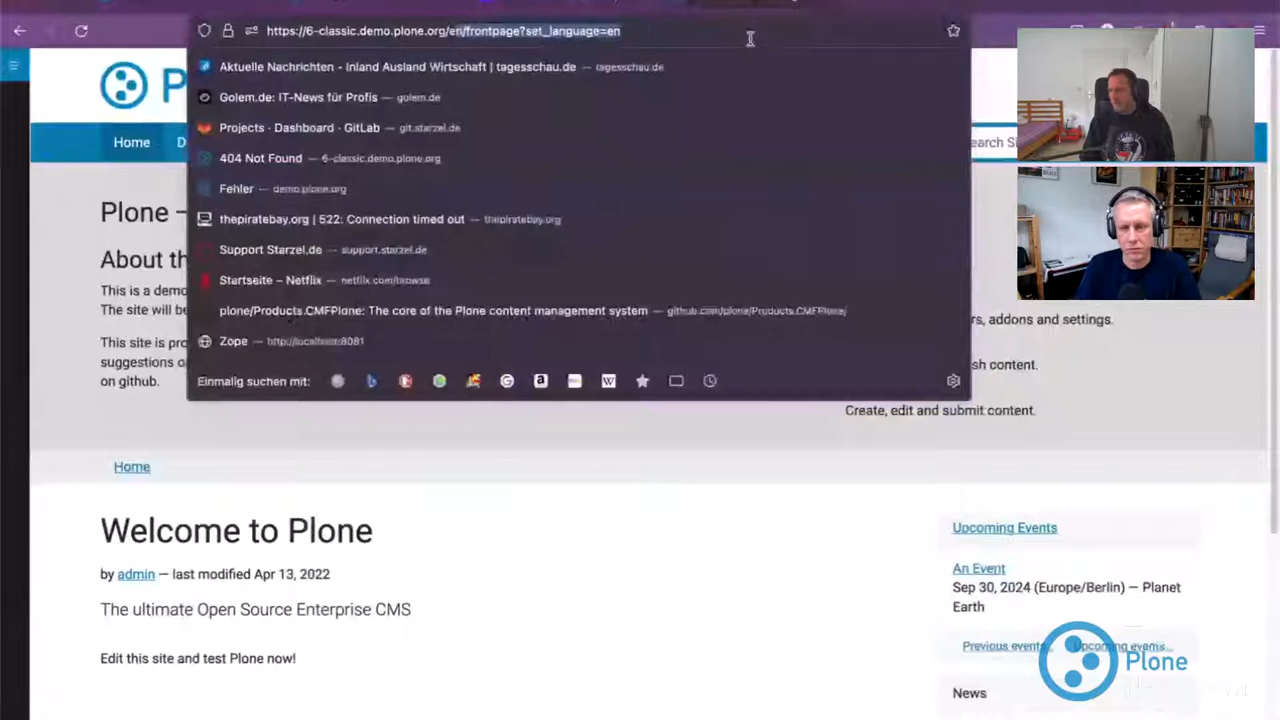 https://6-classic.demo.plone.org/en/frontpage?set_language=en
Aktuelle Nachrichten - Inland Ausland Wirtschaft | tagesschau.de — tagesschau.de
Golem.de: IT-News für Profis — golem.de
Projects · Dashboard · GitLab — git.starzel.de
404 Not Found — 6-classic.demo.plone.org
Fehler — demo.plone.org
thepiratebay.org | 522: Connection timed out — thepiratebay.org
Support Starzel.de — support.starzel.de
Startseite – Netflix — netflix.com/browse
plone/Products.CMFPlone: The core of the Plone content management system — github.com/plone/Products.CMFPlone/
Zope — http://localhost:8081
Einmalig suchen mit:
P
Home D
earch Si
Plone –
About th
This is a demo
The site will be
rs, addons and settings.
This site is pro
suggestions o
on github.
sh content.
Create, edit and submit content.
Home
Welcome to Plone
by admin — last modified Apr 13, 2022
The ultimate Open Source Enterprise CMS
Edit this site and test Plone now!
Upcoming Events
An Event
Sep 30, 2024 (Europe/Berlin) — Planet
Earth
Previous events… Upcoming events…
News
Plone